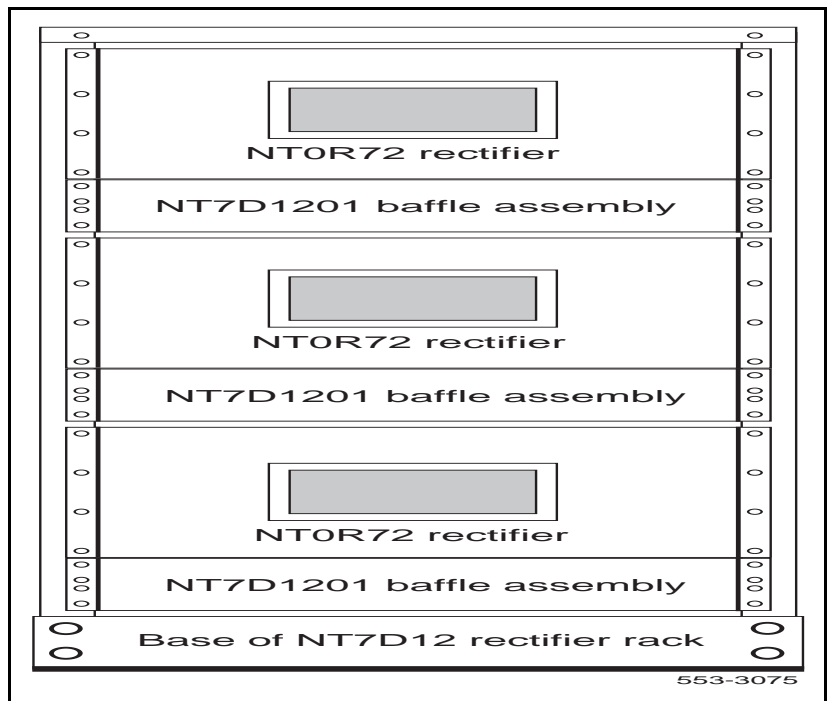 NT0R72 rectifier
NT7D1201 baffle assembly
NT0R72 rectifier
NT7D1201 baffle assembly
NT0R72 rectifier
NT7D1201 baffle assembly
Base of NT7D12 rectifier rack
553-3075